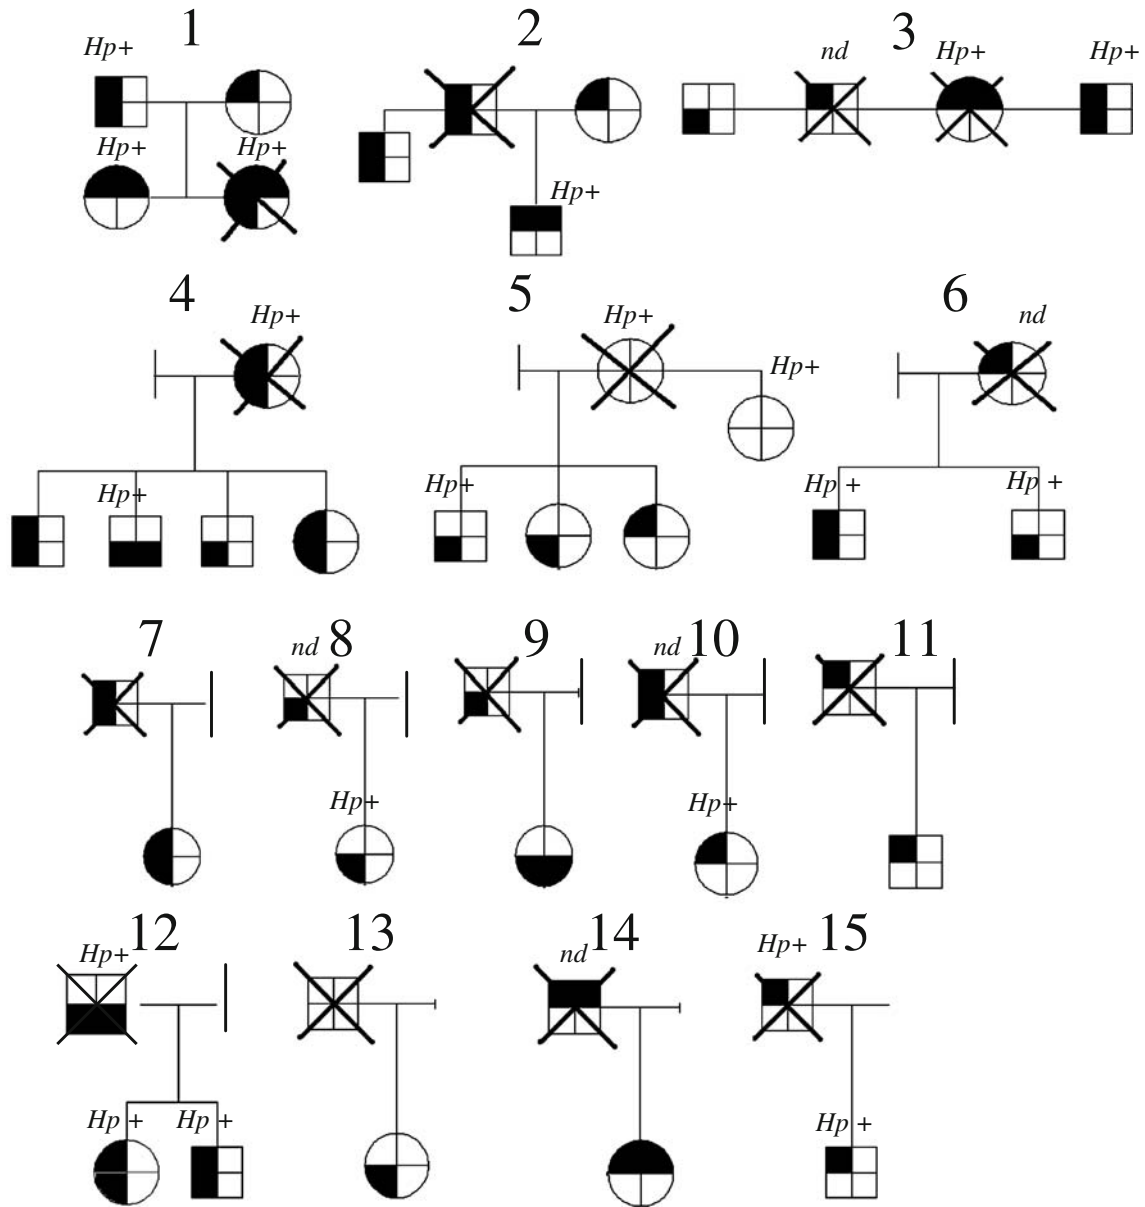 1 2 3
Hp+ nd Hp+ Hp+
Hp+ Hp+
Hp+
4 5 6
Hp+ Hp+ nd
Hp+
Hp+ Hp+ Hp + Hp +
7 nd 8 9 nd 10 11
Hp+ Hp+
12 13 14 15
Hp+ nd Hp+
Hp + Hp + Hp +